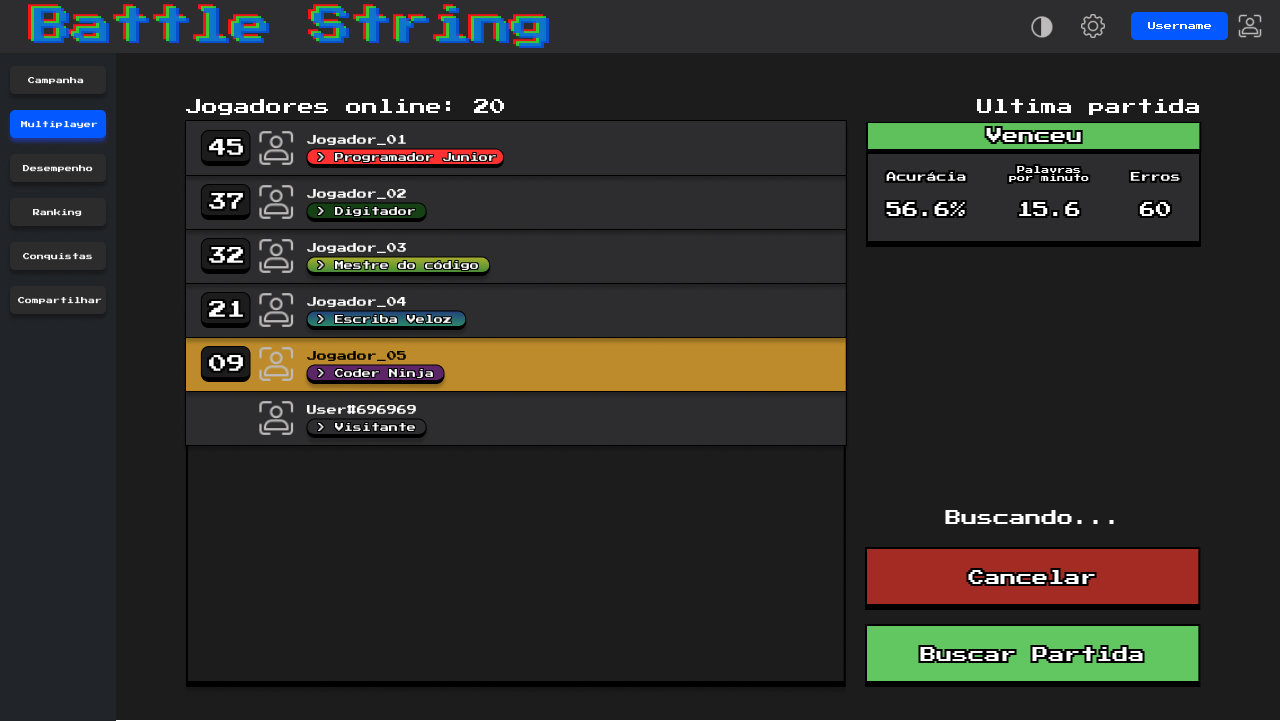 Battle String
Username
Campanha
Multiplayer
Desempenho
Ranking
Conquistas
Compartilhar
Jogadores online: 20
45
Jogador_01
> Programador Junior
37
Jogador_02
> Digitador
32
Jogador_03
> Mestre do código
21
Jogador_04
> Escriba Veloz
09
Jogador_05
> Coder Ninja
User#696969
> Visitante
Ultima partida
Venceu
Acurácia
Palavras
por minuto
Erros
56.6%
15.6
60
Buscando...
Cancelar
Buscar Partida